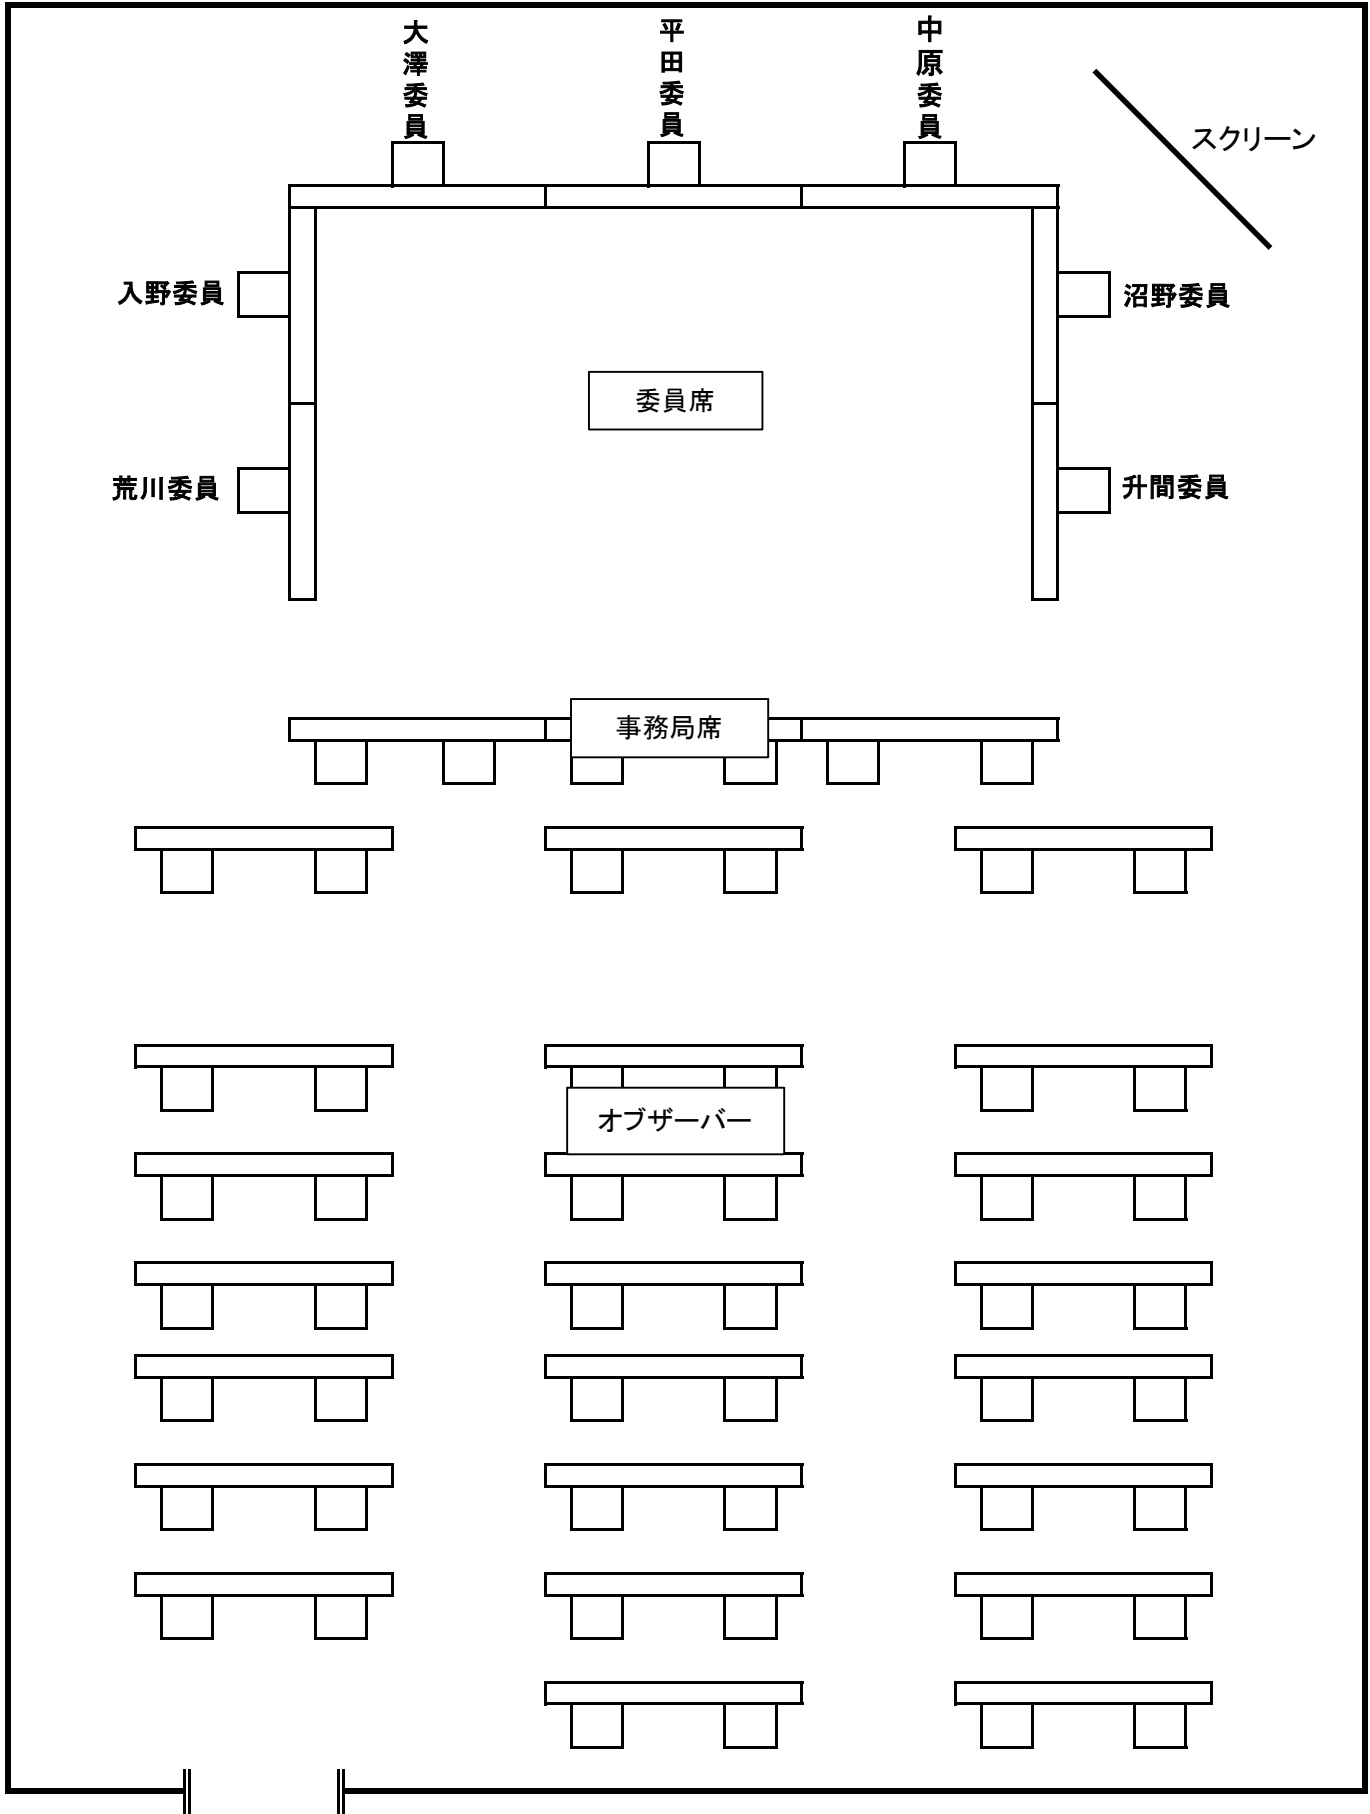 大澤委員
平田委員
中原委員
スクリーン
入野委員
沼野委員
委員席
荒川委員
升間委員
事務局席
オブザーバー